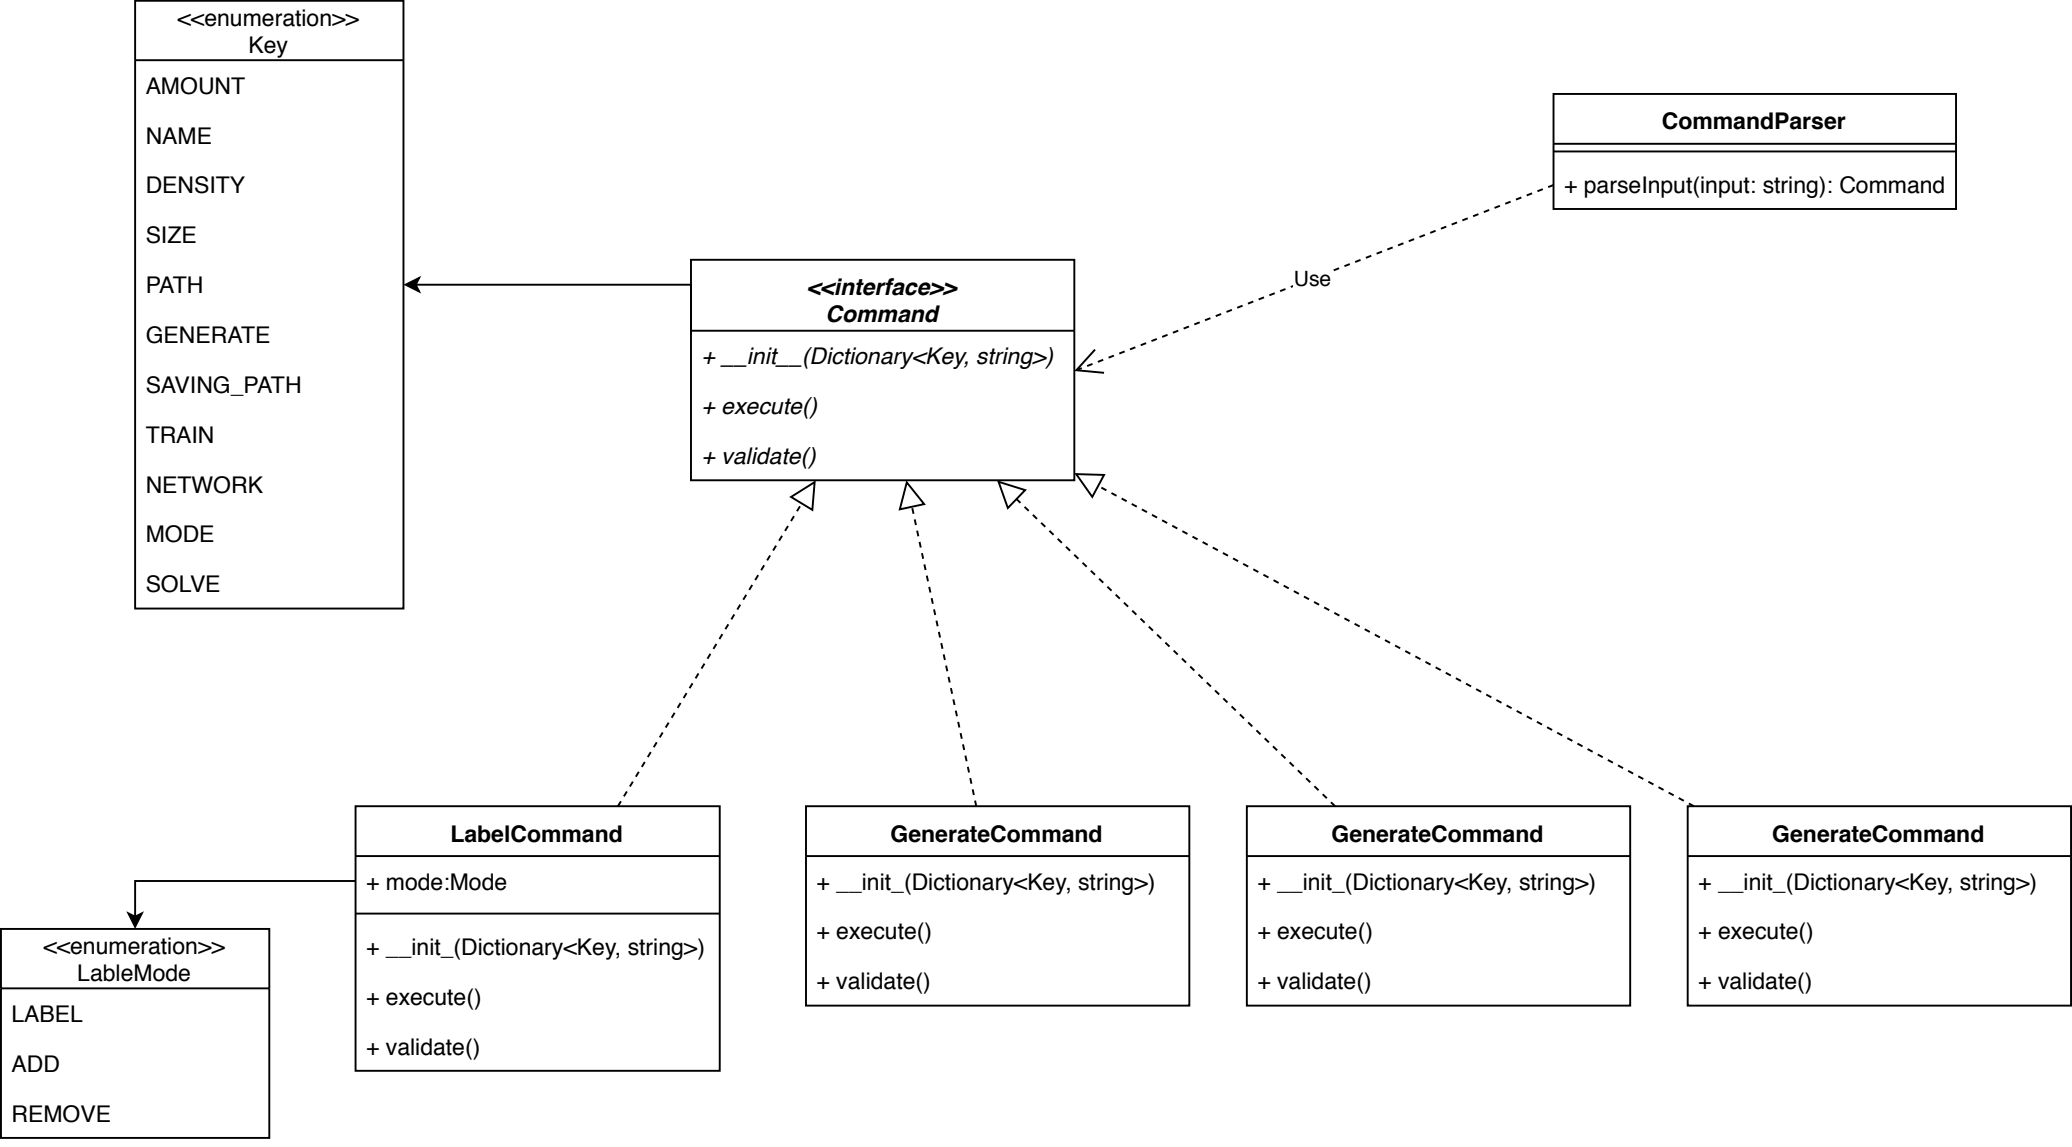 <<enumeration>>
Key
AMOUNT
NAME
DENSITY
SIZE
PATH
GENERATE
SAVING_PATH
TRAIN
NETWORK
MODE
SOLVE
CommandParser
+ parseInput(input: string): Command
Use
<<interface>>
Command
+ __init__(Dictionary<Key, string>)
+ execute()
+ validate()
LabelCommand
+ mode:Mode
+ __init_(Dictionary<Key, string>)
+ execute()
+ validate()
GenerateCommand
+ __init_(Dictionary<Key, string>)
+ execute()
+ validate()
GenerateCommand
+ __init_(Dictionary<Key, string>)
+ execute()
+ validate()
GenerateCommand
+ __init_(Dictionary<Key, string>)
+ execute()
+ validate()
<<enumeration>>
LableMode
LABEL
ADD
REMOVE